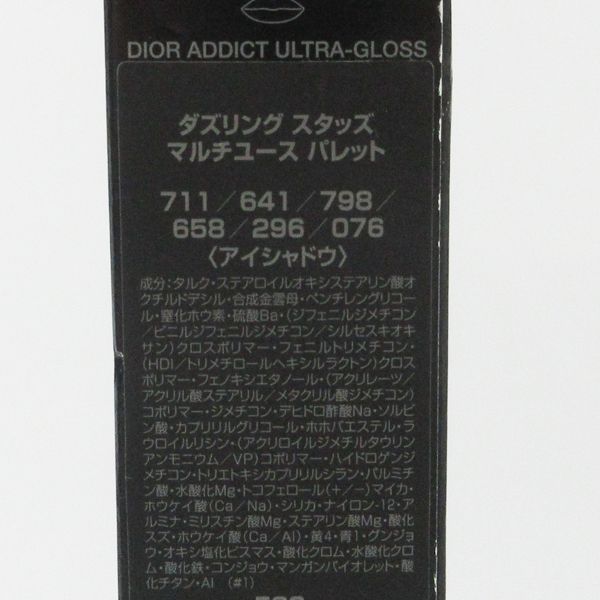 DIOR ADDICT ULTRA-GLOSS
ダズリング スタッズ
マルチユース パレット
711/641/798/
658/296/076
〈アイシャドウ〉
成分:タルク・ステアロイルオキシステアリン酸オ
クチルドデシル・合成金雲母・ペンチレングリコー
ル・窒化ホウ素・硫酸Ba・(ジフェニルジメチコン
/ビニルジフェニルジメチコン/シルセスキオキ
サン)クロスポリマー・フェニルトリメチコン・
(HDI/トリメチロールヘキシルラクトン)クロス
ポリマー・フェノキシエタノール・(アクリレーツ/
アクリル酸ステアリル/メタクリル酸ジメチコン)
コポリマー・ジメチコン・デヒドロ酢酸Na・ソルビ
ン酸・カプリリルグリコール・ホホバエステル・ラ
ウロイルリシン・(アクリロイルジメチルタウリン
アンモニウム/VP)コポリマー・ハイドロゲンジ
メチコン・トリエトキシカプリリルシラン・パルミチ
ン酸・水酸化Mg・トコフェロール(+/-)マイカ・
ホウケイ酸(Ca/Na)・シリカ・ナイロン-12・ア
ルミナ・ミリスチン酸Mg・ステアリン酸Mg・酸化
スズ・ホウケイ酸(Ca/Al)・黄4・青1・グンジョ
ウ・オキシ塩化ビスマス・酸化クロム・水酸化クロ
ム・酸化鉄・コンジョウ・マンガンバイオレット・酸
化チタン・Al (#1)